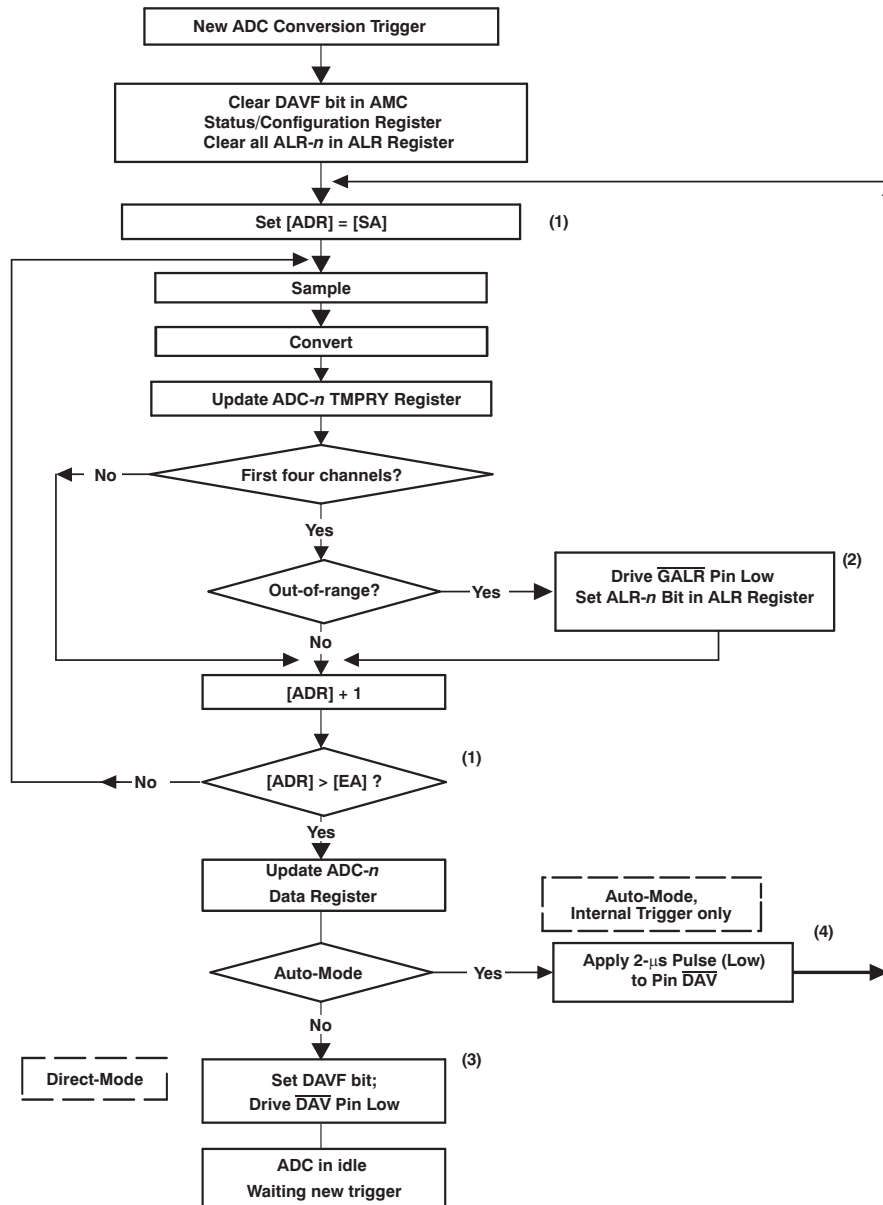 New ADC Conversion Trigger
Clear DAVF bit in AMC
Status/Configuration Register
Clear all ALR-n in ALR Register
Set [ADR] = [SA]
(1)
Sample
Convert
Update ADC-n TMPRY Register
First four channels?
No
Yes
Out-of-range?
Yes
Drive GALR Pin Low
Set ALR-n Bit in ALR Register
(2)
No
[ADR] + 1
[ADR] > [EA] ?
(1)
No
Yes
Update ADC-n
Data Register
Auto-Mode,
Internal Trigger only
Auto-Mode
Yes
Apply 2-μs Pulse (Low)
to Pin DAV
(4)
No
Direct-Mode
Set DAVF bit;
Drive DAV Pin Low
(3)
ADC in idle
Waiting new trigger